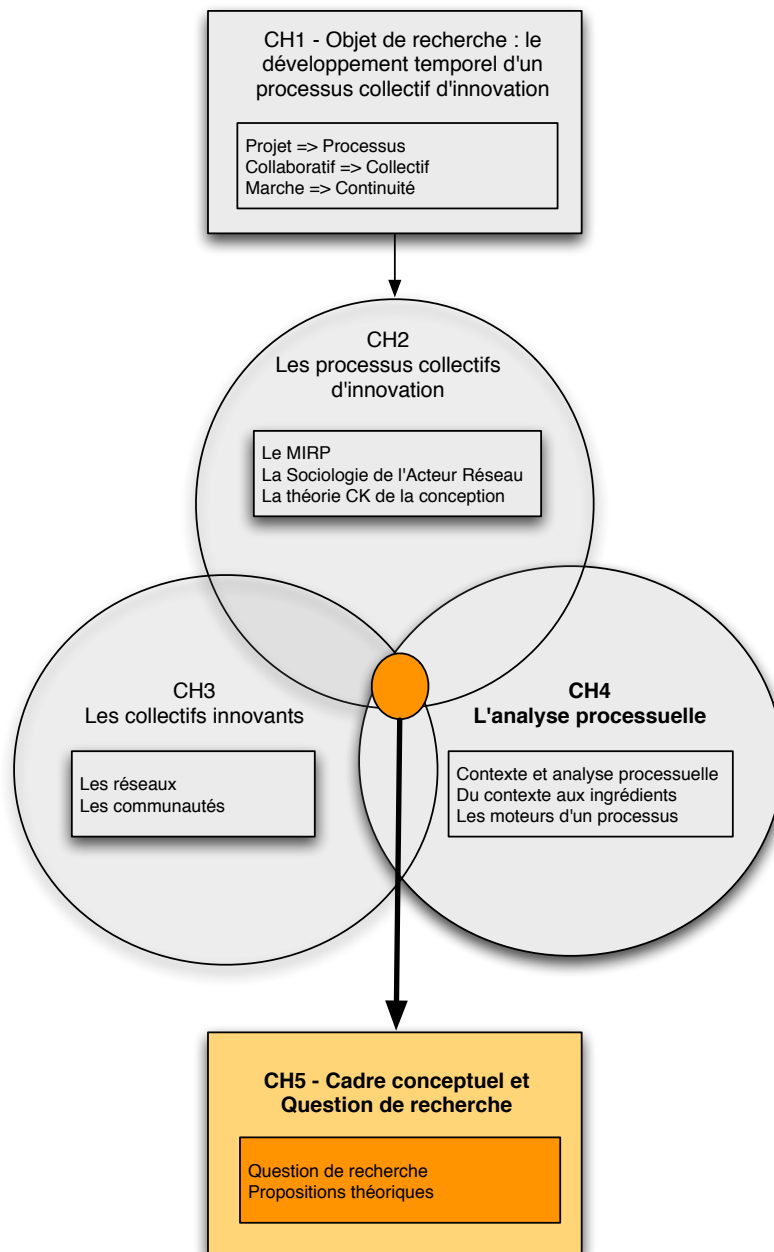 CH1 - Objet de recherche : le
développement temporel d'un
processus collectif d'innovation
Projet => Processus
Collaboratif => Collectif
Marche => Continuité
CH2
Les processus collectifs
d'innovation
Le MIRP
La Sociologie de l'Acteur Réseau
La théorie CK de la conception
CH3
Les collectifs innovants
Les réseaux
Les communautés
CH4
L'analyse processuelle
Contexte et analyse processuelle
Du contexte aux ingrédients
Les moteurs d'un processus
CH5 - Cadre conceptuel et
Question de recherche
Question de recherche
Propositions théoriques